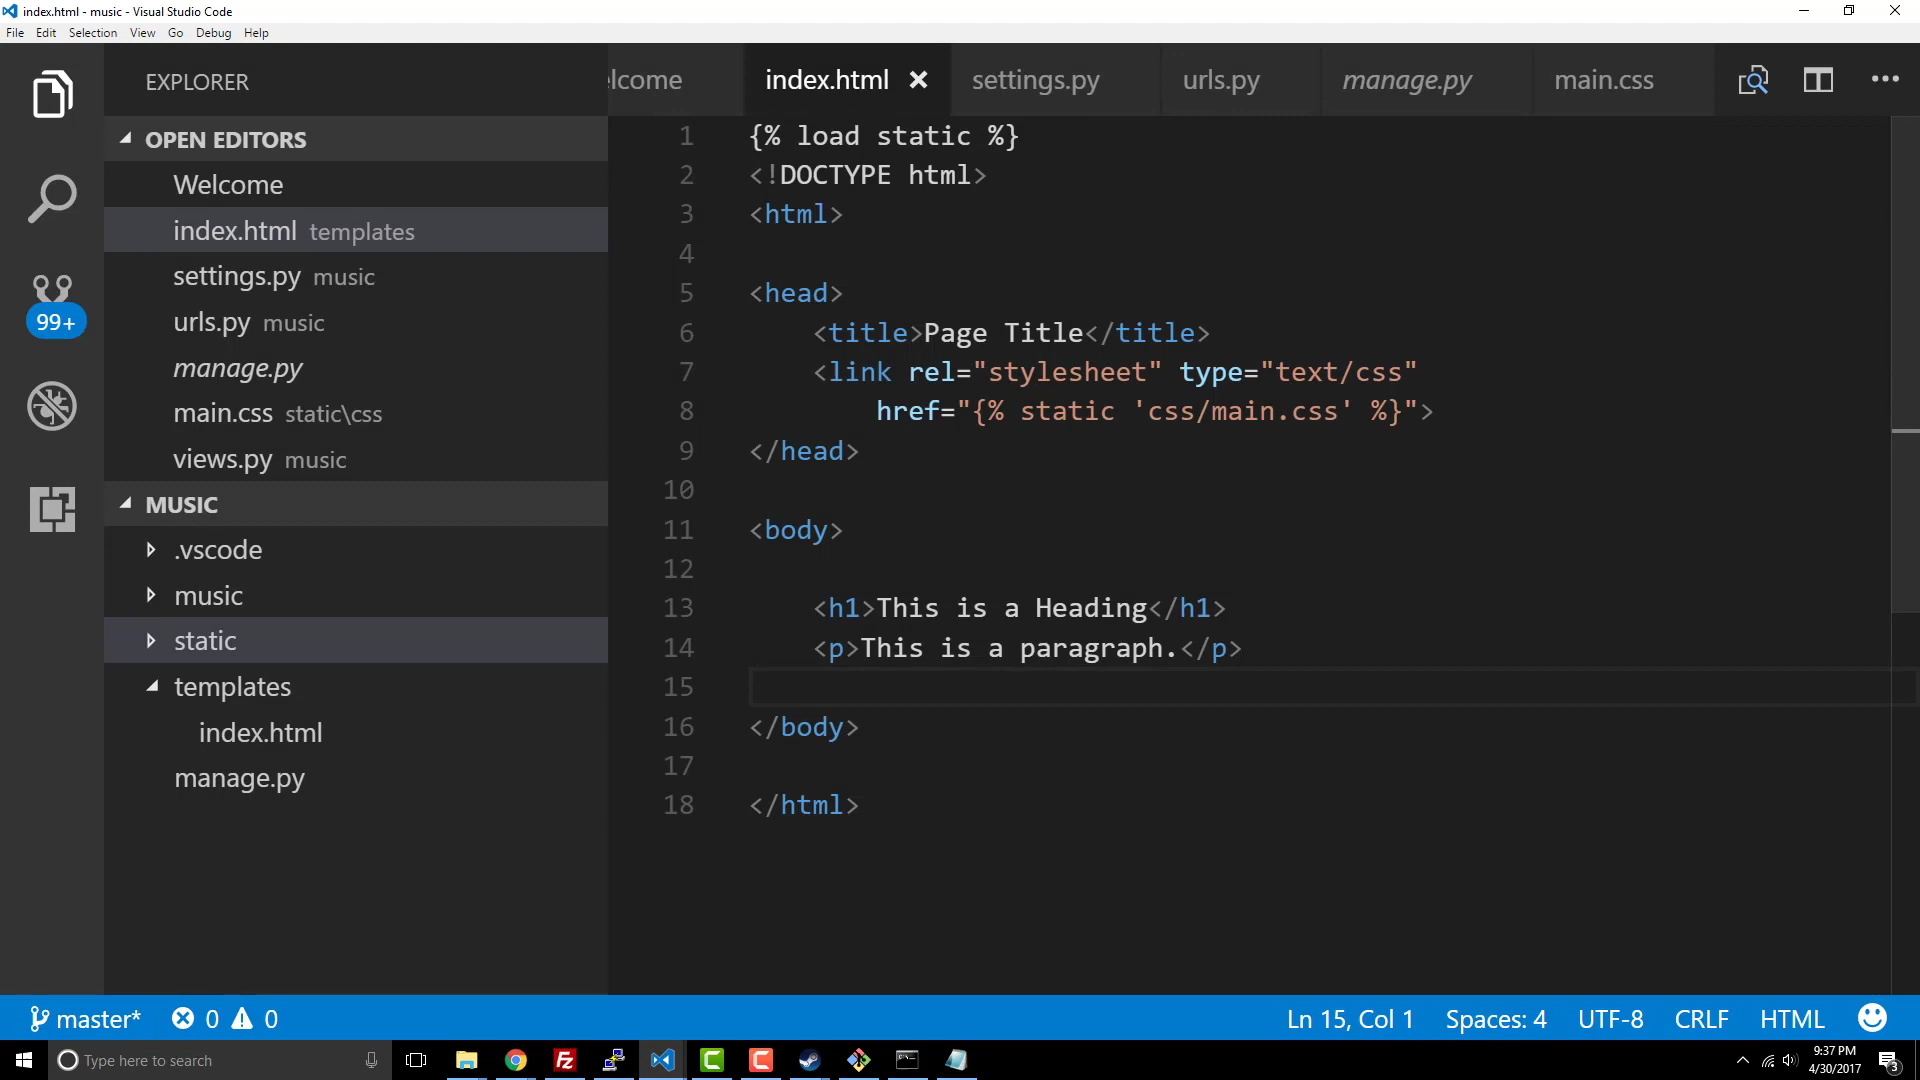 index.html - music - Visual Studio Code
File Edit Selection View Go Debug Help
EXPLORER
OPEN EDITORS
Welcome
index.html templates
settings.py music
urls.py music
manage.py
main.css static\css
views.py music
MUSIC
.vscode
music
static
templates
index.html
manage.py
99+
elcome index.html settings.py urls.py manage.py main.css
1 {% load static %}
2 <!DOCTYPE html>
3 <html>
4
5 <head>
6 <title>Page Title</title>
7 <link rel="stylesheet" type="text/css"
8 href="{% static 'css/main.css' %}">
9 </head>
10
11 <body>
12
13 <h1>This is a Heading</h1>
14 <p>This is a paragraph.</p>
15
16 </body>
17
18 </html>
master* 0 0 Ln 15, Col 1 Spaces: 4 UTF-8 CRLF HTML
Type here to search
9:37 PM
4/30/2017
3